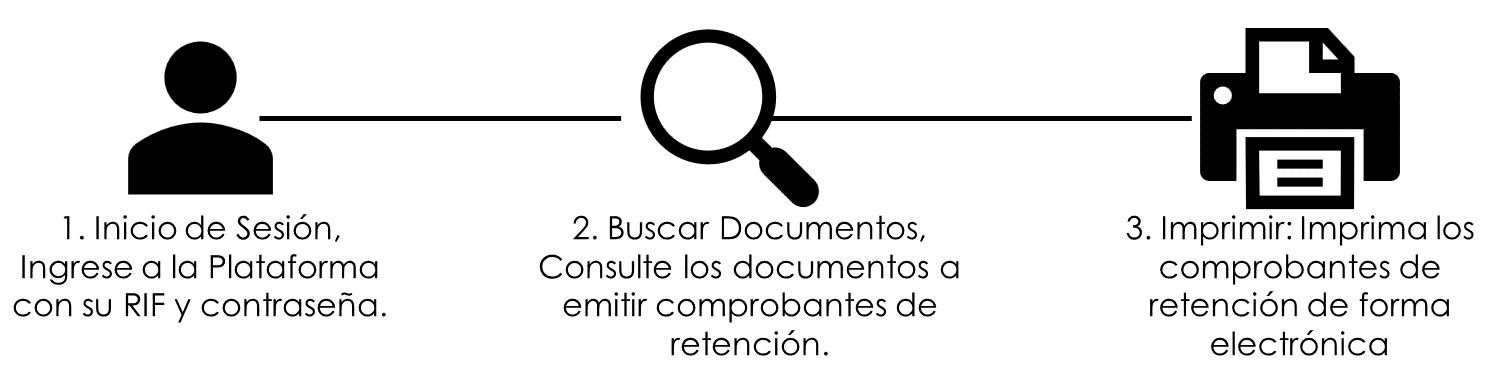 1. Inicio de Sesión,
Ingrese a la Plataforma
con su RIF y contraseña.
2. Buscar Documentos,
Consulte los documentos a
emitir comprobantes de
retención.
3. Imprimir: Imprima los
comprobantes de
retención de forma
electrónica